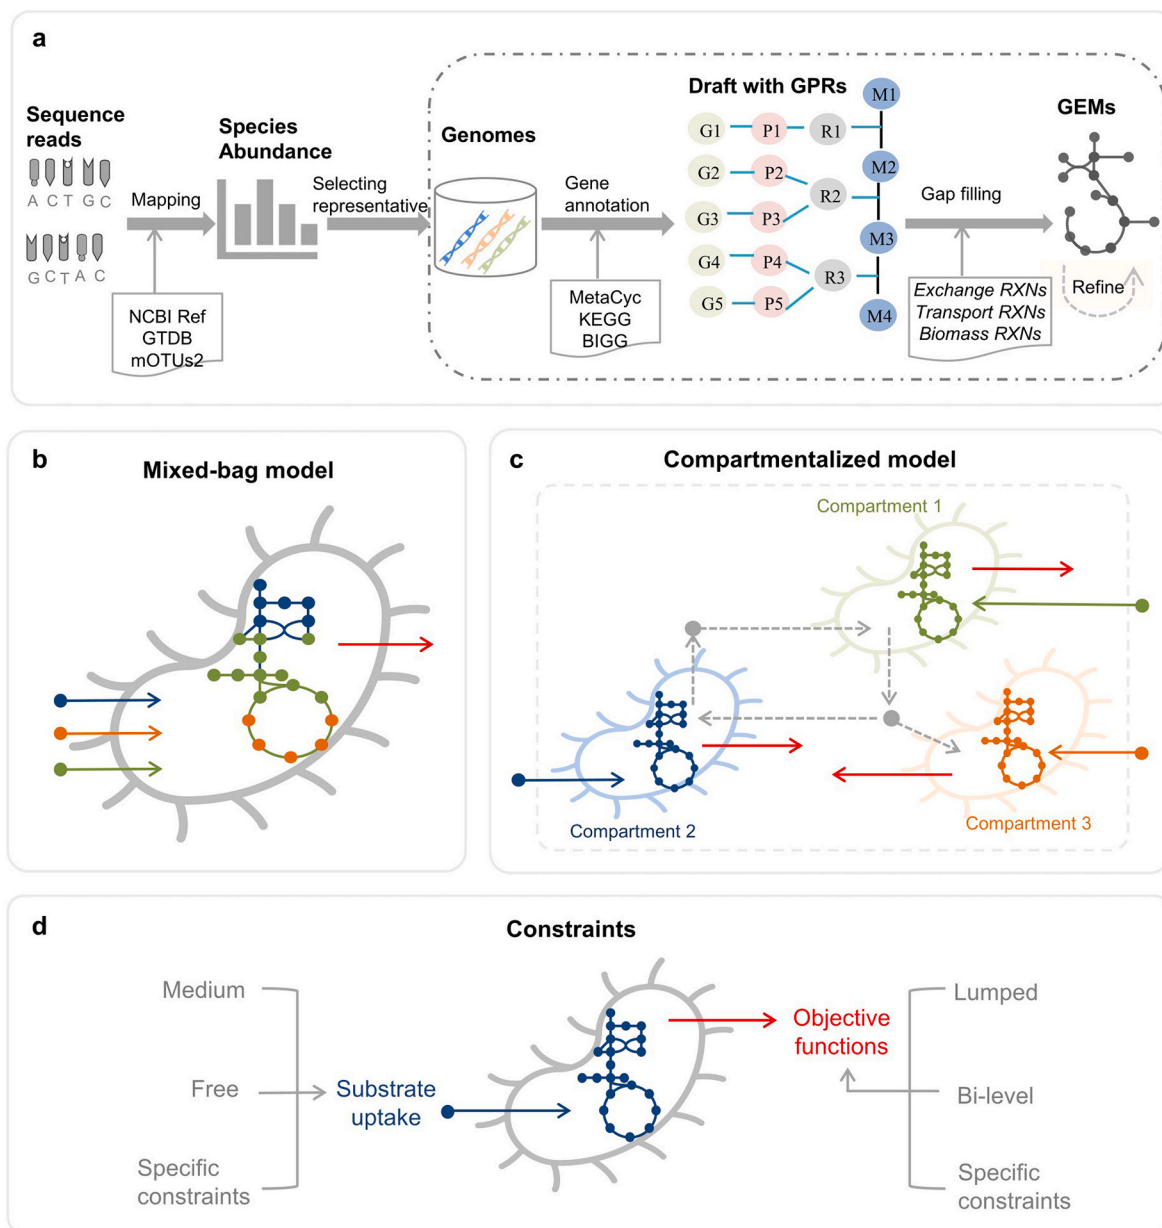 a
Sequence
reads
A C T G C
G C T A C
Mapping
NCBI Ref
GTDB
mOTUs2
Species
Abundance
Selecting
representative
Genomes
Gene
annotation
MetaCyc
KEGG
BIGG
Draft with GPRs
G1 P1 R1 M1
G2 P2 R2 M2
G3 P3 M3
G4 P4 R3
G5 P5 M4
Gap filling
Exchange RXNs
Transport RXNs
Biomass RXNs
GEMs
Refine
b
Mixed-bag model
c
Compartmentalized model
Compartment 1
Compartment 2
Compartment 3
d
Constraints
Medium
Free
Specific
constraints
Substrate
uptake
Objective
functions
Lumped
Bi-level
Specific
constraints